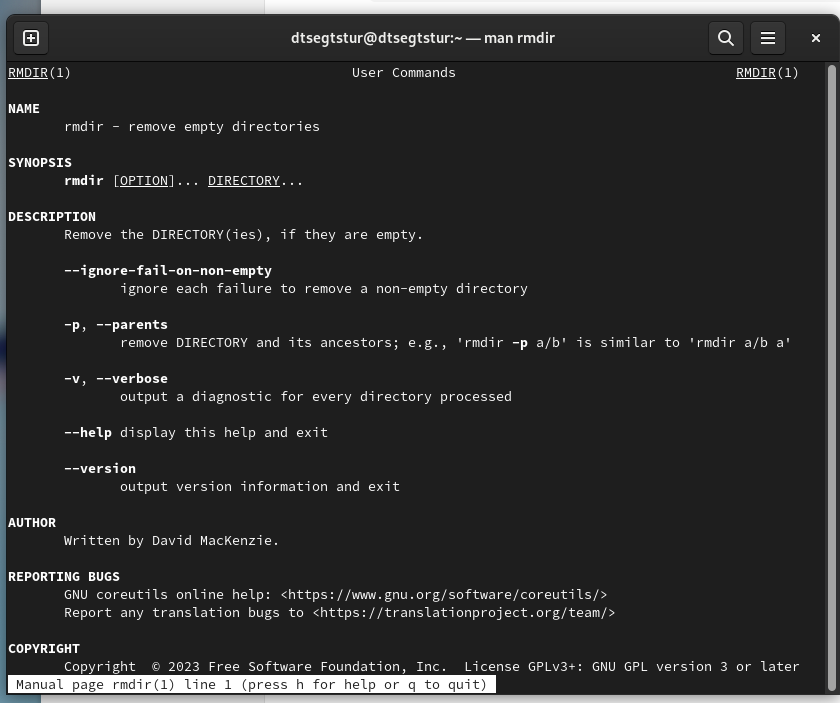 dtsegtstur@dtsegtstur:~ — man rmdir
RMDIR(1) User Commands RMDIR(1)
NAME
rmdir - remove empty directories
SYNOPSIS
rmdir [OPTION]... DIRECTORY...
DESCRIPTION
Remove the DIRECTORY(ies), if they are empty.
--ignore-fail-on-non-empty
ignore each failure to remove a non-empty directory
-p, --parents
remove DIRECTORY and its ancestors; e.g., 'rmdir -p a/b' is similar to 'rmdir a/b a'
-v, --verbose
output a diagnostic for every directory processed
--help display this help and exit
--version
output version information and exit
AUTHOR
Written by David MacKenzie.
REPORTING BUGS
GNU coreutils online help: <https://www.gnu.org/software/coreutils/>
Report any translation bugs to <https://translationproject.org/team/>
COPYRIGHT
Copyright © 2023 Free Software Foundation, Inc. License GPLv3+: GNU GPL version 3 or later
Manual page rmdir(1) line 1 (press h for help or q to quit)